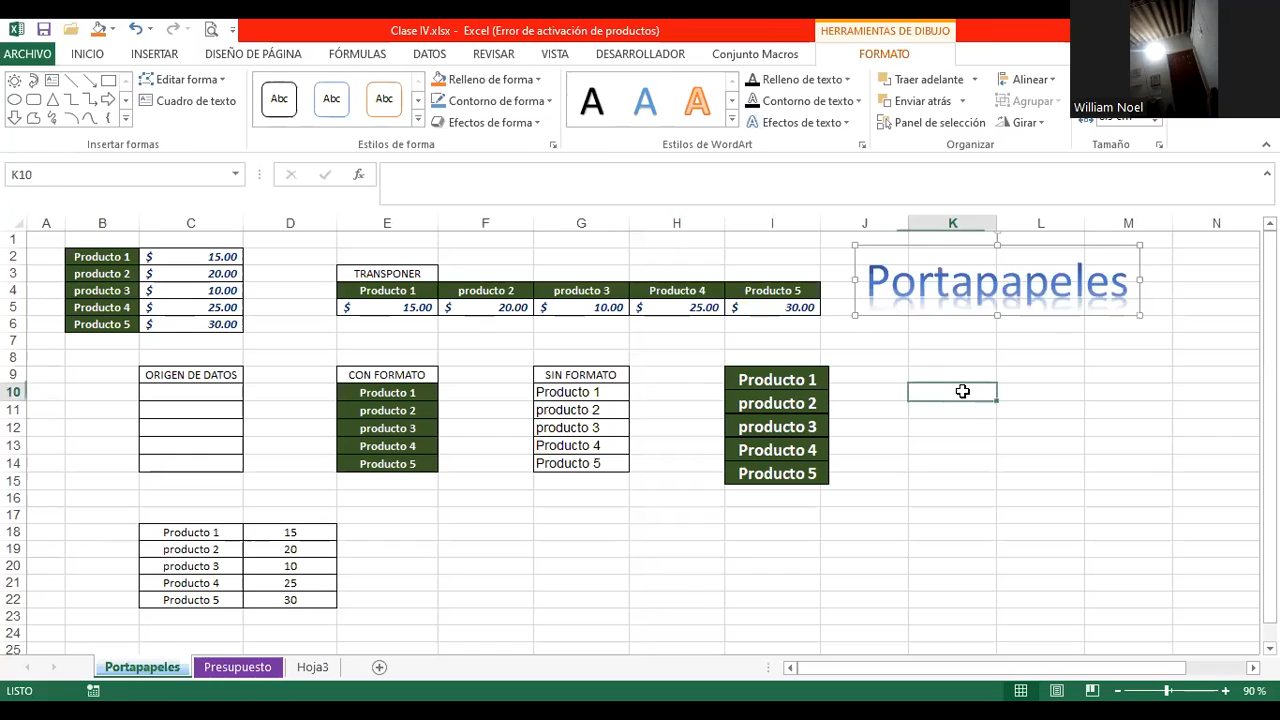 Clase IV.xlsx - Excel (Error de activación de productos)
HERRAMIENTAS DE DIBUJO
ARCHIVO INICIO INSERTAR DISEÑO DE PÁGINA FÓRMULAS DATOS REVISAR VISTA DESARROLLADOR Conjunto Macros FORMATO
William Noel
Editar forma
Cuadro de texto
Insertar formas
Abc Abc Abc
Relleno de forma
Contorno de forma
Efectos de forma
Estilos de forma
A A A
Relleno de texto
Contorno de texto
Efectos de texto
Estilos de WordArt
Traer adelante
Enviar atrás
Panel de selección
Alinear
Agrupar
Girar
Organizar
Tamaño
K10
fx
A B C D E F G H I J K L M N
1
2 Producto 1 $ 15.00
3 producto 2 $ 20.00 TRANSPONER
4 producto 3 $ 10.00 Producto 1 producto 2 producto 3 Producto 4 Producto 5
5 Producto 4 $ 25.00 $ 15.00 $ 20.00 $ 10.00 $ 25.00 $ 30.00
6 Producto 5 $ 30.00
Portapapeles
7
8
9 ORIGEN DE DATOS CON FORMATO SIN FORMATO Producto 1
10 Producto 1 Producto 1
11 producto 2 producto 2 producto 2
12 producto 3 producto 3 producto 3
13 Producto 4 Producto 4 Producto 4
14 Producto 5 Producto 5 Producto 5
15
16
17
18 Producto 1 15
19 producto 2 20
20 producto 3 10
21 Producto 4 25
22 Producto 5 30
23
24
25
Portapapeles Presupuesto Hoja3
LISTO
90 %